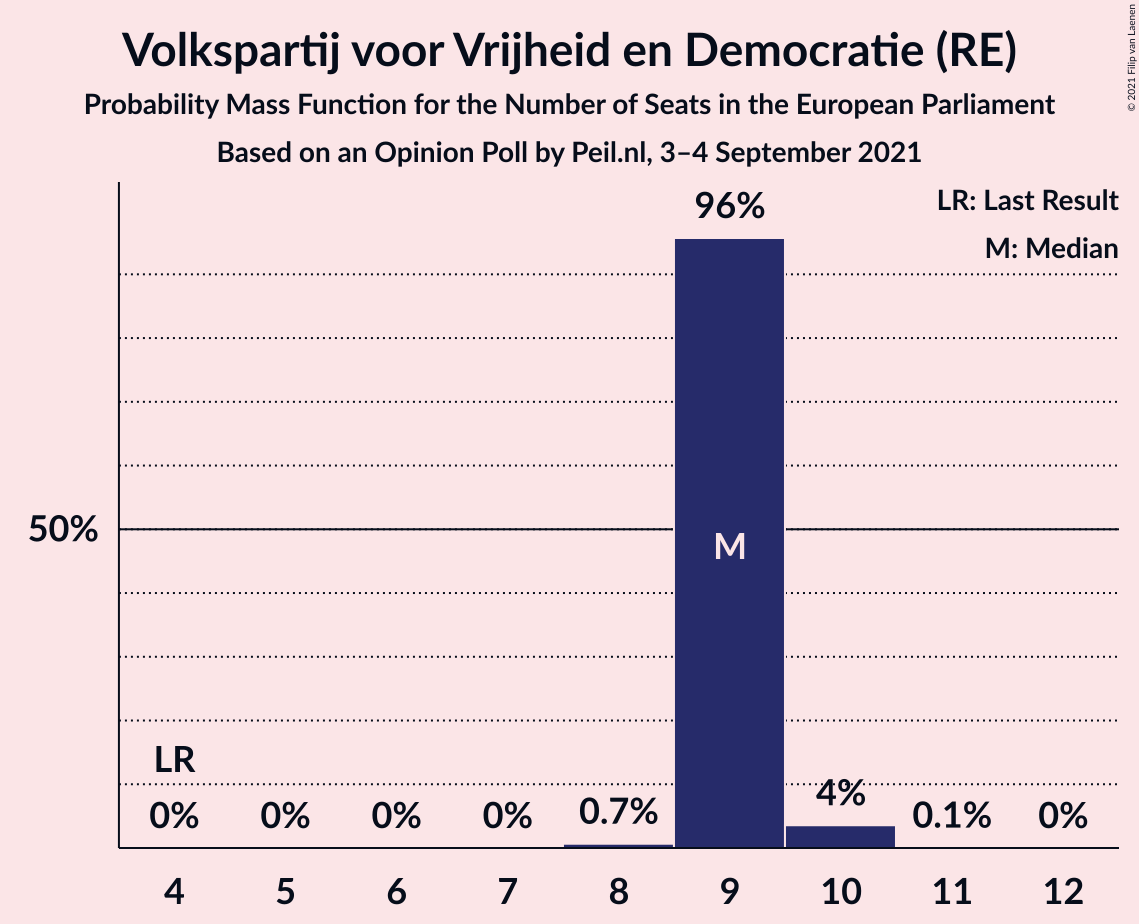 Volkspartij voor Vrijheid en Democratie (RE)
Probability Mass Function for the Number of Seats in the European Parliament
Based on an Opinion Poll by Peil.nl, 3–4 September 2021
© 2021 Filip van Laenen
LR: Last Result
M: Median
96%
50%
M
LR
0% 0% 0% 0% 0.7% 4% 0.1% 0%
4 5 6 7 8 9 10 11 12